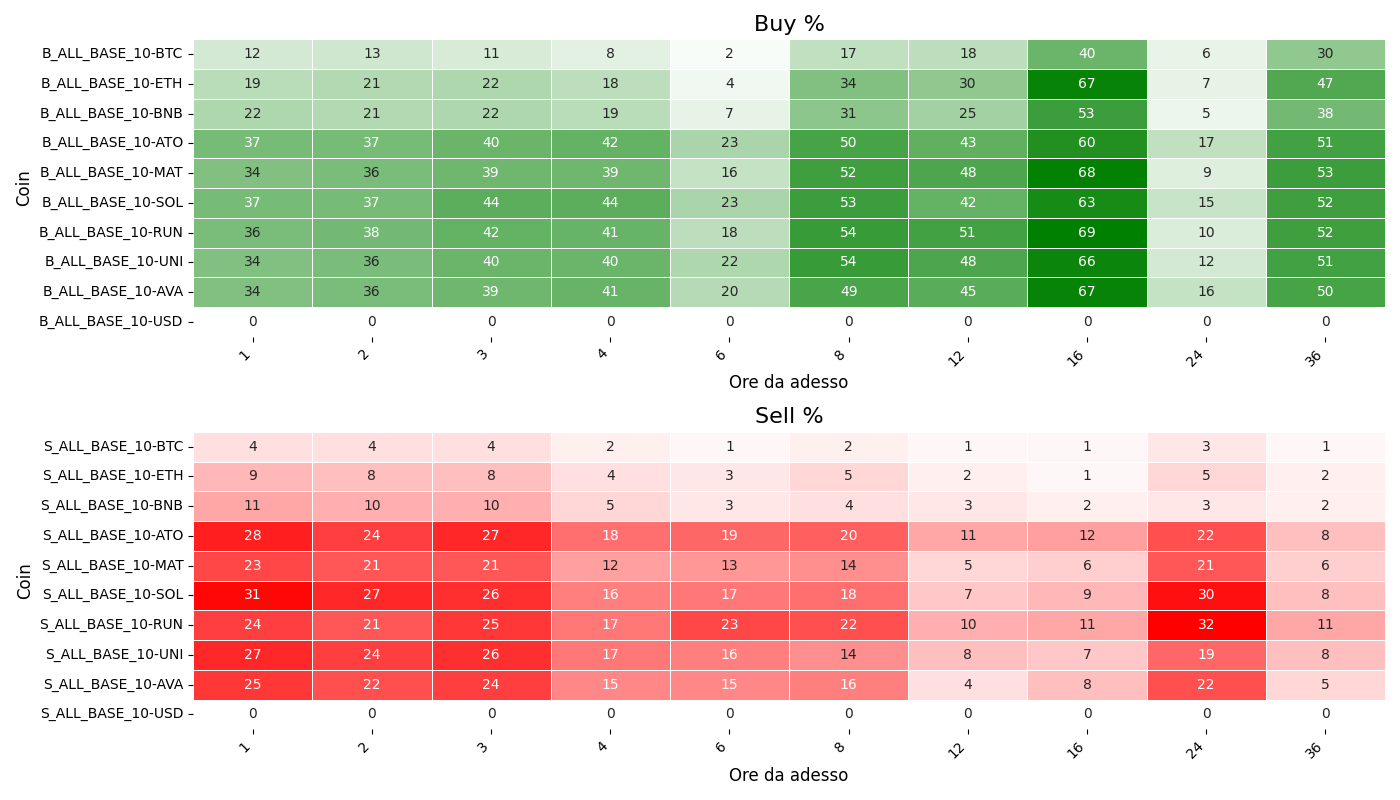 Buy %
Coin
B_ALL_BASE_10-BTC 12 13 11 8 2 17 18 40 6 30
B_ALL_BASE_10-ETH 19 21 22 18 4 34 30 67 7 47
B_ALL_BASE_10-BNB 22 21 22 19 7 31 25 53 5 38
B_ALL_BASE_10-ATO 37 37 40 42 23 50 43 60 17 51
B_ALL_BASE_10-MAT 34 36 39 39 16 52 48 68 9 53
B_ALL_BASE_10-SOL 37 37 44 44 23 53 42 63 15 52
B_ALL_BASE_10-RUN 36 38 42 41 18 54 51 69 10 52
B_ALL_BASE_10-UNI 34 36 40 40 22 54 48 66 12 51
B_ALL_BASE_10-AVA 34 36 39 41 20 49 45 67 16 50
B_ALL_BASE_10-USD 0 0 0 0 0 0 0 0 0 0
1 2 3 4 6 8 12 16 24 36
Ore da adesso
Sell %
Coin
S_ALL_BASE_10-BTC 4 4 4 2 1 2 1 1 3 1
S_ALL_BASE_10-ETH 9 8 8 4 3 5 2 1 5 2
S_ALL_BASE_10-BNB 11 10 10 5 3 4 3 2 3 2
S_ALL_BASE_10-ATO 28 24 27 18 19 20 11 12 22 8
S_ALL_BASE_10-MAT 23 21 21 12 13 14 5 6 21 6
S_ALL_BASE_10-SOL 31 27 26 16 17 18 7 9 30 8
S_ALL_BASE_10-RUN 24 21 25 17 23 22 10 11 32 11
S_ALL_BASE_10-UNI 27 24 26 17 16 14 8 7 19 8
S_ALL_BASE_10-AVA 25 22 24 15 15 16 4 8 22 5
S_ALL_BASE_10-USD 0 0 0 0 0 0 0 0 0 0
1 2 3 4 6 8 12 16 24 36
Ore da adesso